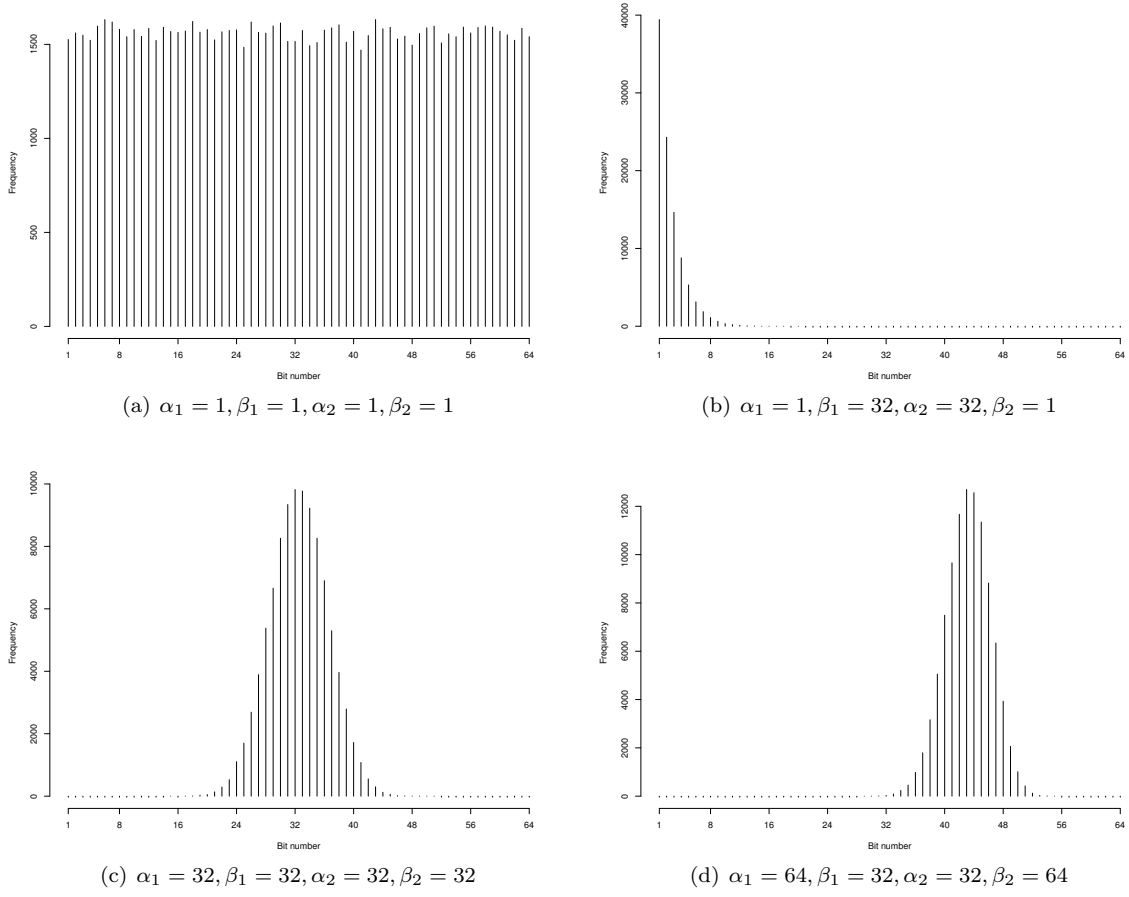 1500
1000
500
0
Frequency
1 8 16 24 32 40 48 56 64
Bit number
(a) α₁ = 1, β₁ = 1, α₂ = 1, β₂ = 1
40000
30000
20000
10000
0
Frequency
1 8 16 24 32 40 48 56 64
Bit number
(b) α₁ = 1, β₁ = 32, α₂ = 32, β₂ = 1
10000
8000
6000
4000
2000
0
Frequency
1 8 16 24 32 40 48 56 64
Bit number
(c) α₁ = 32, β₁ = 32, α₂ = 32, β₂ = 32
12000
10000
8000
6000
4000
2000
0
Frequency
1 8 16 24 32 40 48 56 64
Bit number
(d) α₁ = 64, β₁ = 32, α₂ = 32, β₂ = 64